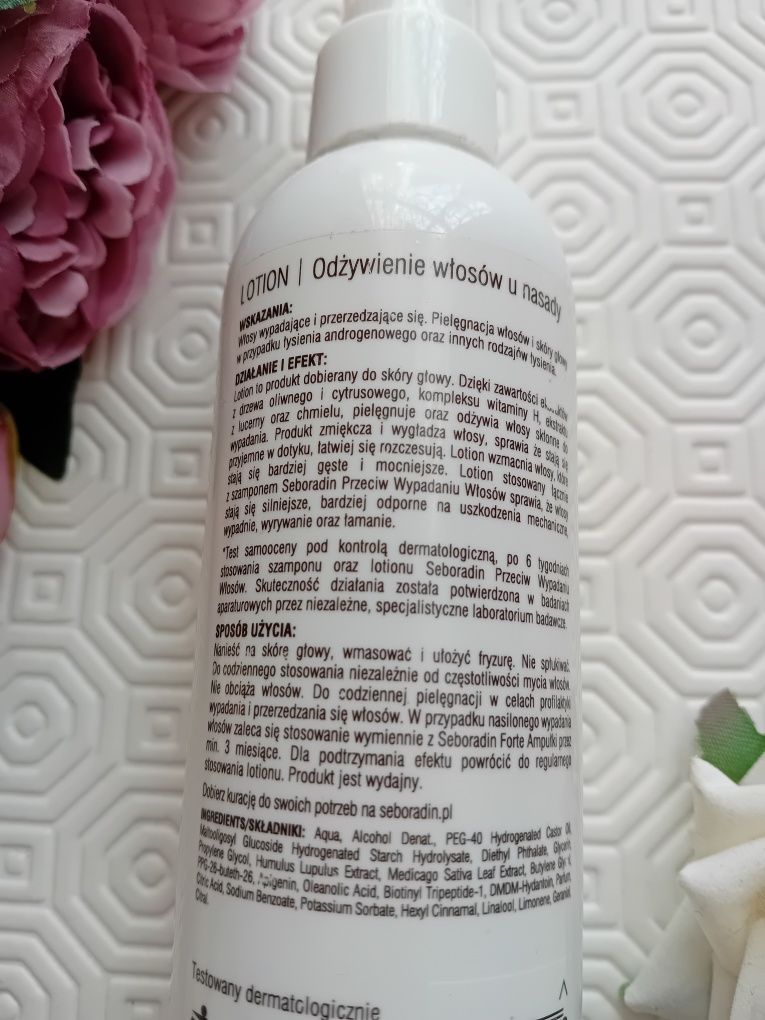 LOTION | Odżywienie włosów u nasady
WSKAZANIA:
Włosy wypadające i przerzedzające się. Pielęgnacja włosów i skóry głowy
w przypadku łysienia androgenowego oraz innych rodzajów łysienia.
DZIAŁANIE I EFEKT:
Lotion to produkt dobierany do skóry głowy. Dzięki zawartości ekstraktów
z drzewa oliwnego i cytrusowego, kompleksu witaminy H, ekstraktu
z lucerny oraz chmielu, pielęgnuje oraz odżywia włosy skłonne do
wypadania. Produkt zmiękcza i wygładza włosy, sprawia że stają się
przyjemne w dotyku, łatwiej się rozczesują. Lotion wzmacnia włosy, które
stają się bardziej gęste i mocniejsze. Lotion stosowany łącznie
z szamponem Seboradin Przeciw Wypadaniu Włosów sprawia, że włosy
stają się silniejsze, bardziej odporne na uszkodzenia mechaniczne,
wypadnie, wyrywanie oraz łamanie.
*Test samooceny pod kontrolą dermatologiczną, po 6 tygodniach
stosowania szamponu oraz lotionu Seboradin Przeciw Wypadaniu
Włosów. Skuteczność działania została potwierdzona w badaniach
aparaturowych przez niezależne, specjalistyczne laboratorium badawcze.
SPOSÓB UŻYCIA:
Nanieść na skórę głowy, wmasować i ułożyć fryzurę. Nie spłukiwać.
Do codziennego stosowania niezależnie od częstotliwości mycia włosów.
Nie obciąża włosów. Do codziennej pielęgnacji w celach profilaktyki
wypadania i przerzedzania się włosów. W przypadku nasilonego wypadania
włosów zaleca się stosowanie wymiennie z Seboradin Forte Ampułki przez
min. 3 miesiące. Dla podtrzymania efektu powrócić do regularnego
stosowania lotionu. Produkt jest wydajny.
Dobierz kurację do swoich potrzeb na seboradin.pl
INGREDIENTS/SKŁADNIKI: Aqua, Alcohol Denat., PEG-40 Hydrogenated Castor Oil,
Maltooligosyl Glucoside Hydrogenated Starch Hydrolysate, Diethyl Phthalate, Glycerin,
Propylene Glycol, Humulus Lupulus Extract, Medicago Sativa Leaf Extract, Butylene Glycol,
PPG-26-buteth-26, Apigenin, Oleanolic Acid, Biotinyl Tripeptide-1, DMDM-Hydantoin, Parfum,
Citric Acid, Sodium Benzoate, Potassium Sorbate, Hexyl Cinnamal, Linalool, Limonene, Geraniol,
Citral.
Testowany dermatologicznie